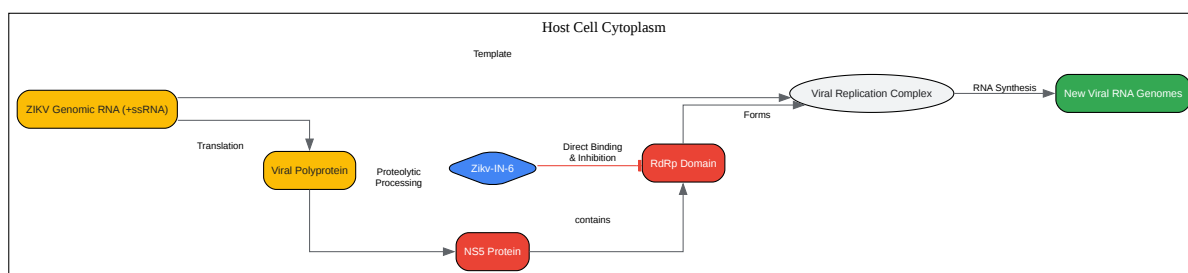 Host Cell Cytoplasm
Template
ZIKV Genomic RNA (+ssRNA)
Viral Replication Complex
RNA Synthesis
New Viral RNA Genomes
Forms
Translation
Direct Binding
& Inhibition
Viral Polyprotein
Proteolytic
Processing
Zikv-IN-6
RdRp Domain
contains
NS5 Protein